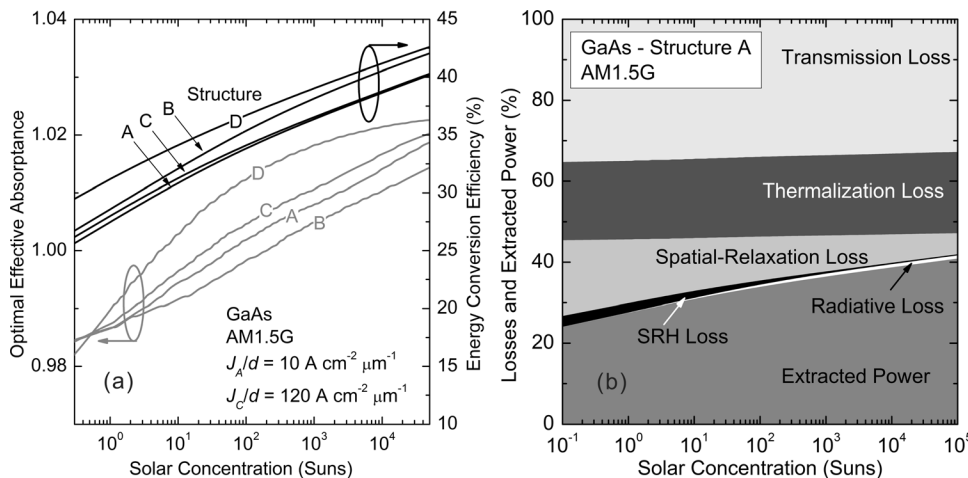 1.04
1.02
1.00
0.98
Optimal Effective Absorptance
45
40
35
30
25
20
15
10
Energy Conversion Efficiency (%)
Structure
B
C
A
D
D
C
A
B
GaAs
AM1.5G
J_A/d = 10 A cm⁻² μm⁻¹
J_C/d = 120 A cm⁻² μm⁻¹
(a)
10⁰ 10¹ 10² 10³ 10⁴
Solar Concentration (Suns)
100
80
60
40
20
0
Losses and Extracted Power (%)
GaAs - Structure A
AM1.5G
Transmission Loss
Thermalization Loss
Spatial-Relaxation Loss
Radiative Loss
SRH Loss
Extracted Power
(b)
10⁻¹ 10⁰ 10¹ 10² 10³ 10⁴ 10⁵
Solar Concentration (Suns)